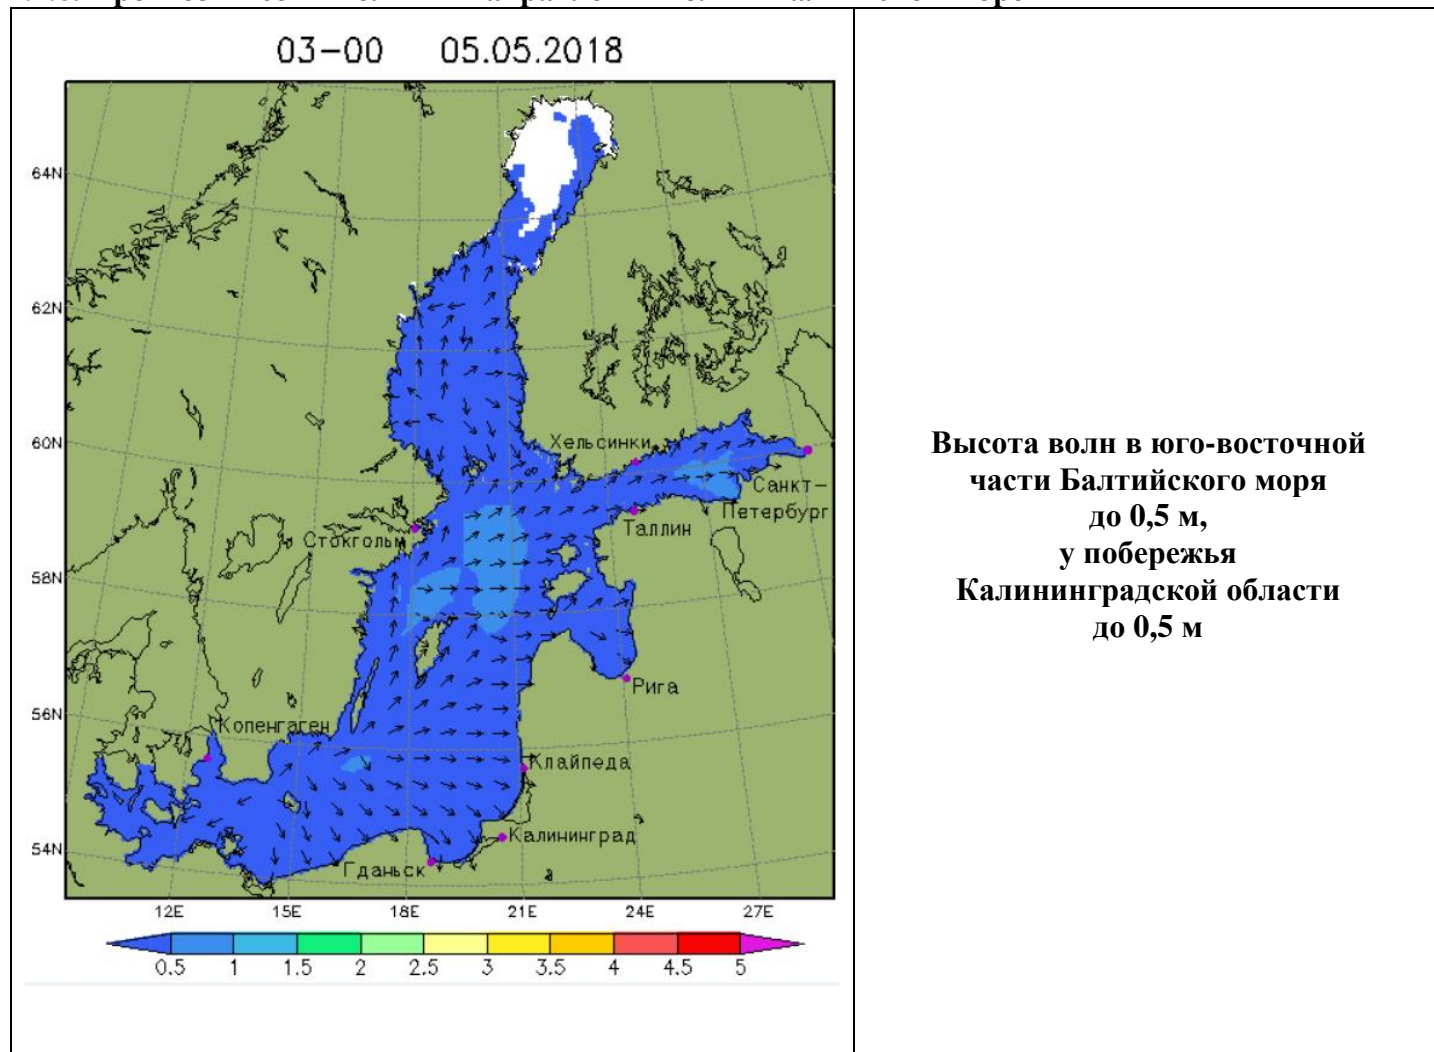 03-00 05.05.2018
64N
62N
60N
58N
56N
54N
Хельсинки
Санкт-
Петербург
Таллин
Стокгольм
Рига
Копенгаген
Клайпеда
Калининград
Гданьск
12E 15E 18E 21E 24E 27E
0.5 1 1.5 2 2.5 3 3.5 4 4.5 5
Высота волн в юго-восточной
части Балтийского моря
до 0,5 м,
у побережья
Калининградской области
до 0,5 м